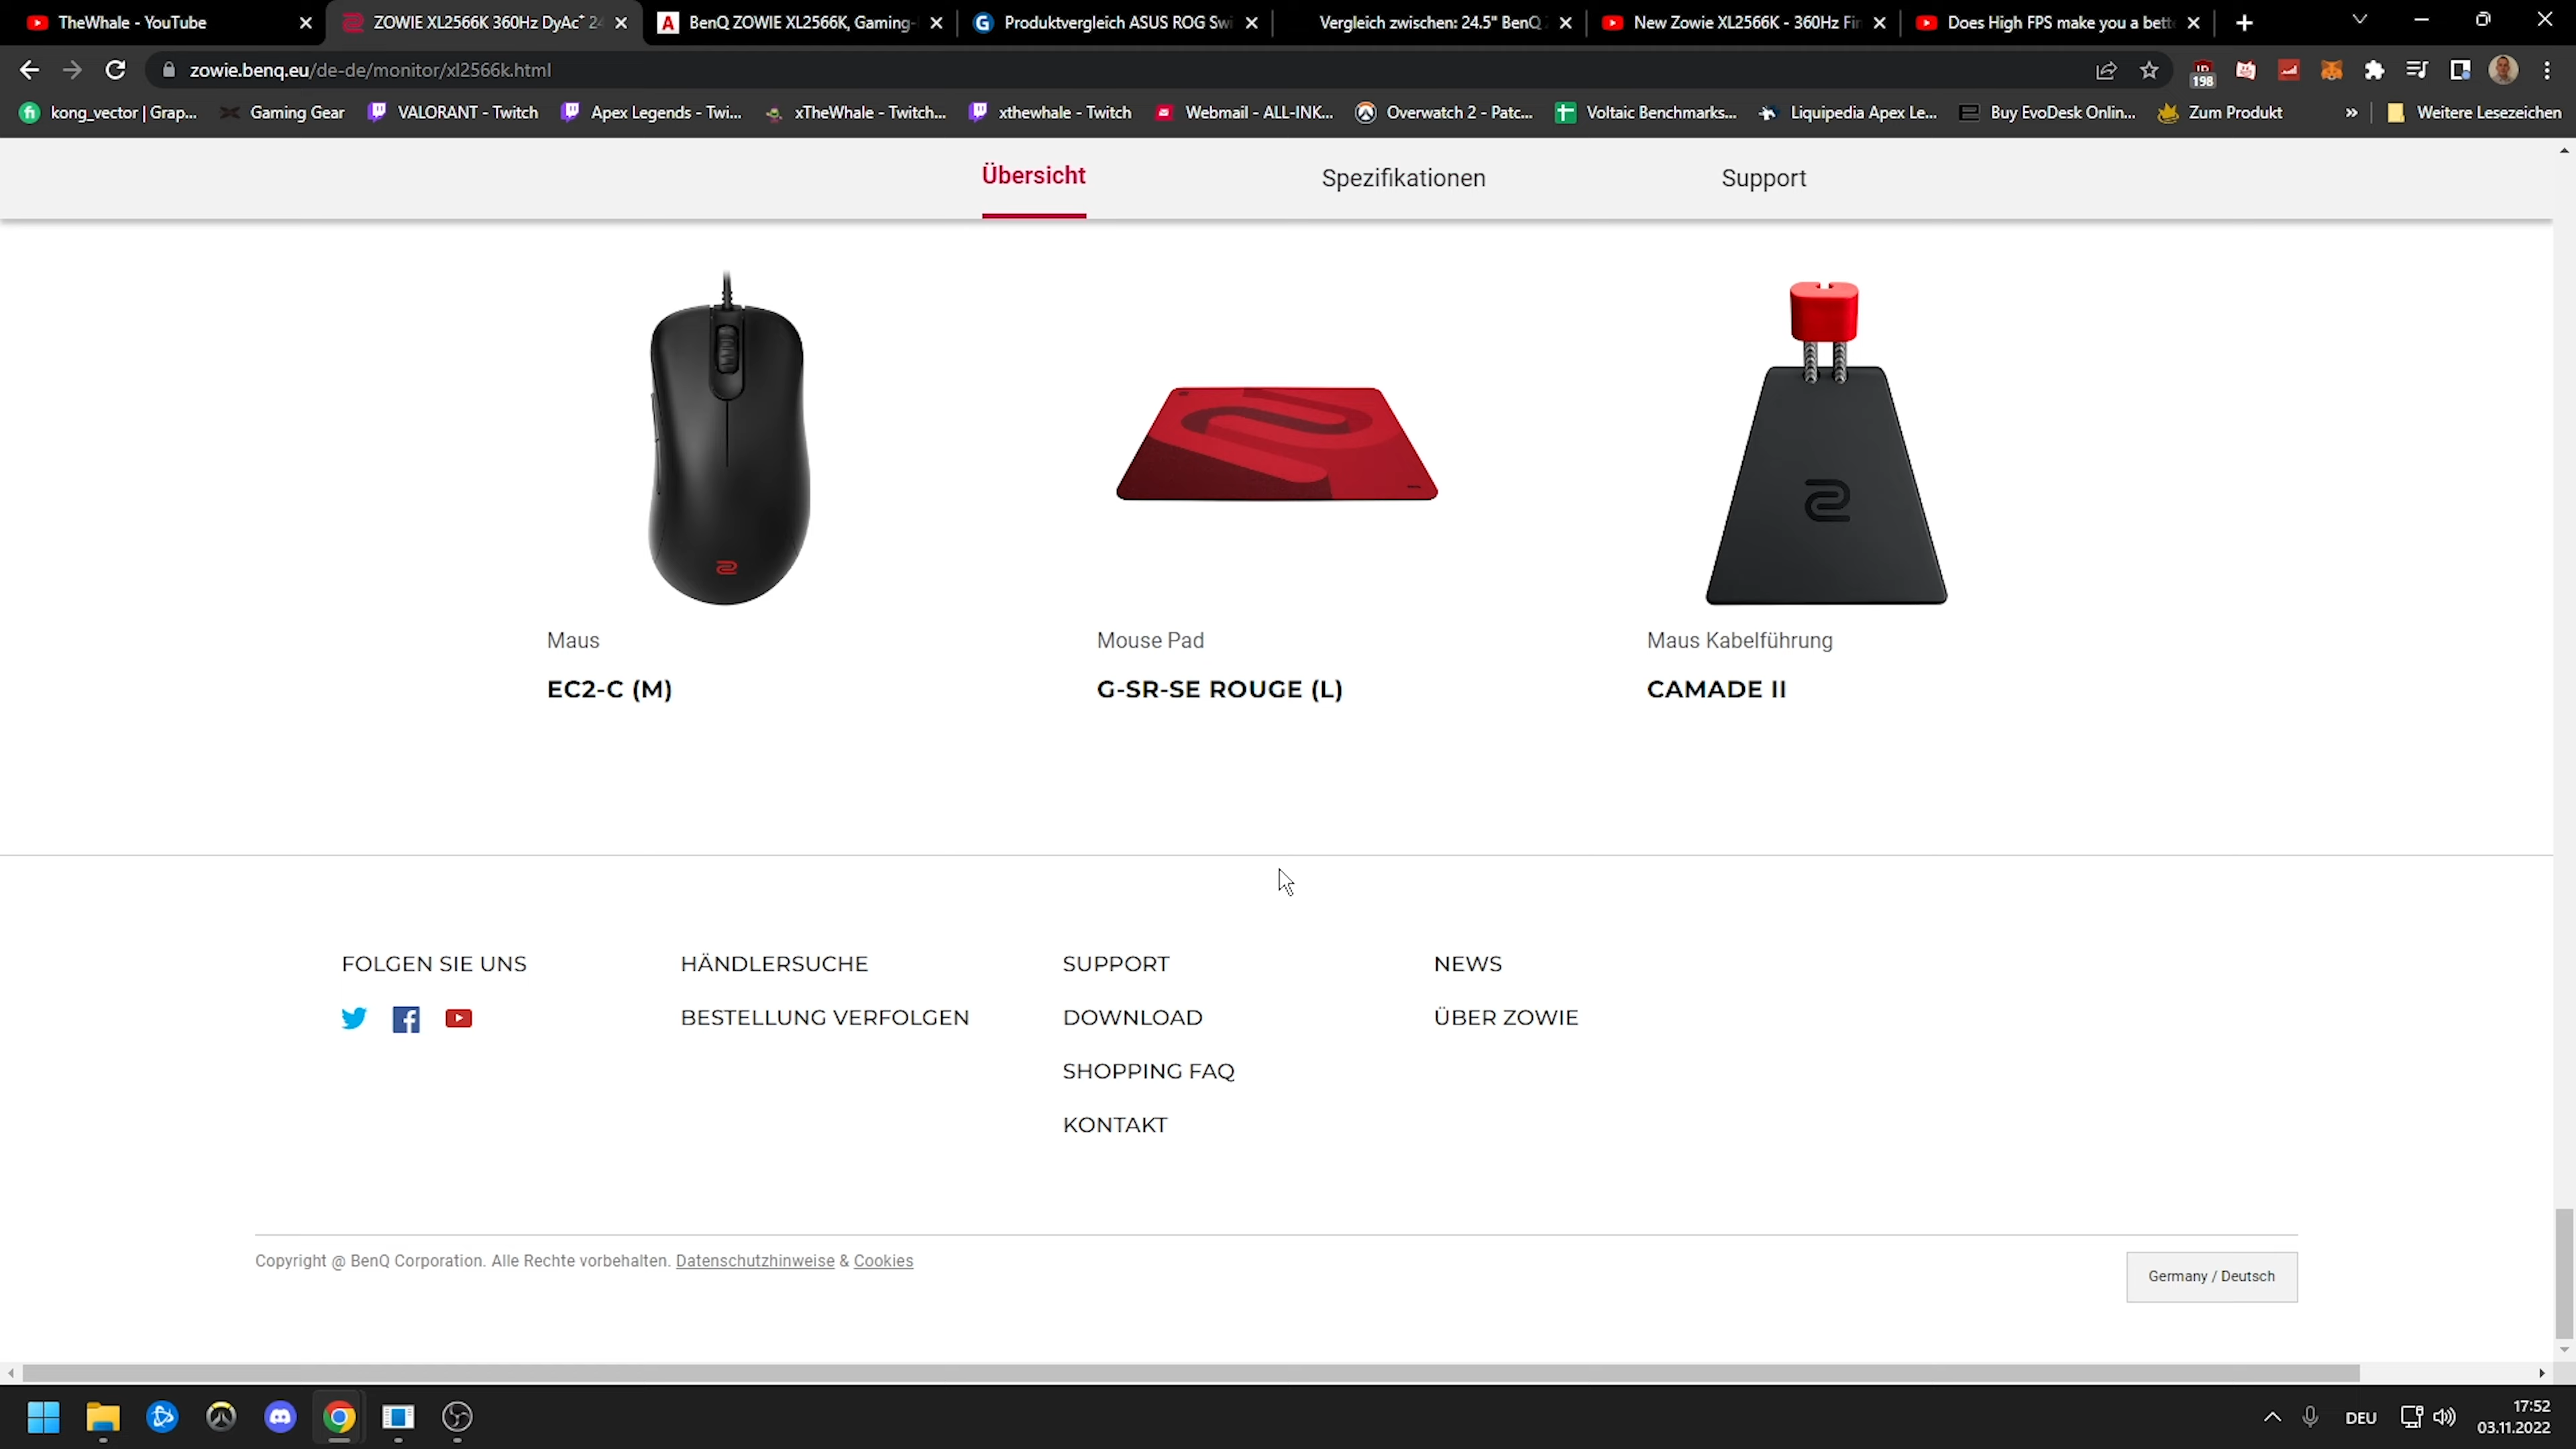 TheWhale - YouTube
ZOWIE XL2566K 360Hz DyAc⁺ 24
BenQ ZOWIE XL2566K, Gaming-
Produktvergleich ASUS ROG Swi
Vergleich zwischen: 24.5" BenQ
New Zowie XL2566K - 360Hz Fir
Does High FPS make you a bett
zowie.benq.eu/de-de/monitor/xl2566k.html
198
kong_vector | Grap...
Gaming Gear
VALORANT - Twitch
Apex Legends - Twi...
xTheWhale - Twitch...
xthewhale - Twitch
Webmail - ALL-INK...
Overwatch 2 - Patc...
Voltaic Benchmarks...
Liquipedia Apex Le...
Buy EvoDesk Onlin...
Zum Produkt
»
Weitere Lesezeichen
Übersicht
Spezifikationen
Support
Maus
EC2-C (M)
Mouse Pad
G-SR-SE ROUGE (L)
Maus Kabelführung
CAMADE II
FOLGEN SIE UNS
HÄNDLERSUCHE
BESTELLUNG VERFOLGEN
SUPPORT
DOWNLOAD
SHOPPING FAQ
KONTAKT
NEWS
ÜBER ZOWIE
Copyright @ BenQ Corporation. Alle Rechte vorbehalten. Datenschutzhinweise & Cookies
Germany / Deutsch
DEU
17:52
03.11.2022